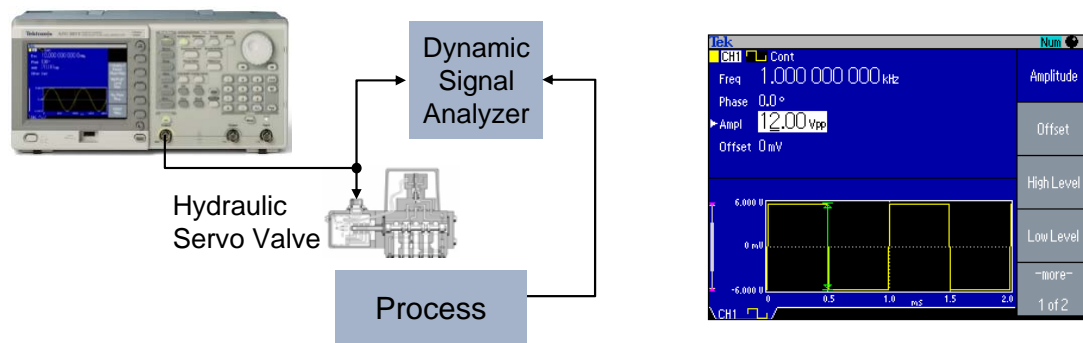 Tektronix
Dynamic
Signal
Analyzer
Hydraulic
Servo Valve
Process
Tek
Num
CH1 Cont
Freq 1.000 000 000 kHz
Phase 0.0 °
Ampl 12.00 Vpp
Offset 0 mV
Amplitude
Offset
High Level
Low Level
-more-
1 of 2
6.000 V
0 mV
-6.000 V
0 0.5 1.0 mS 1.5 2.0
CH1